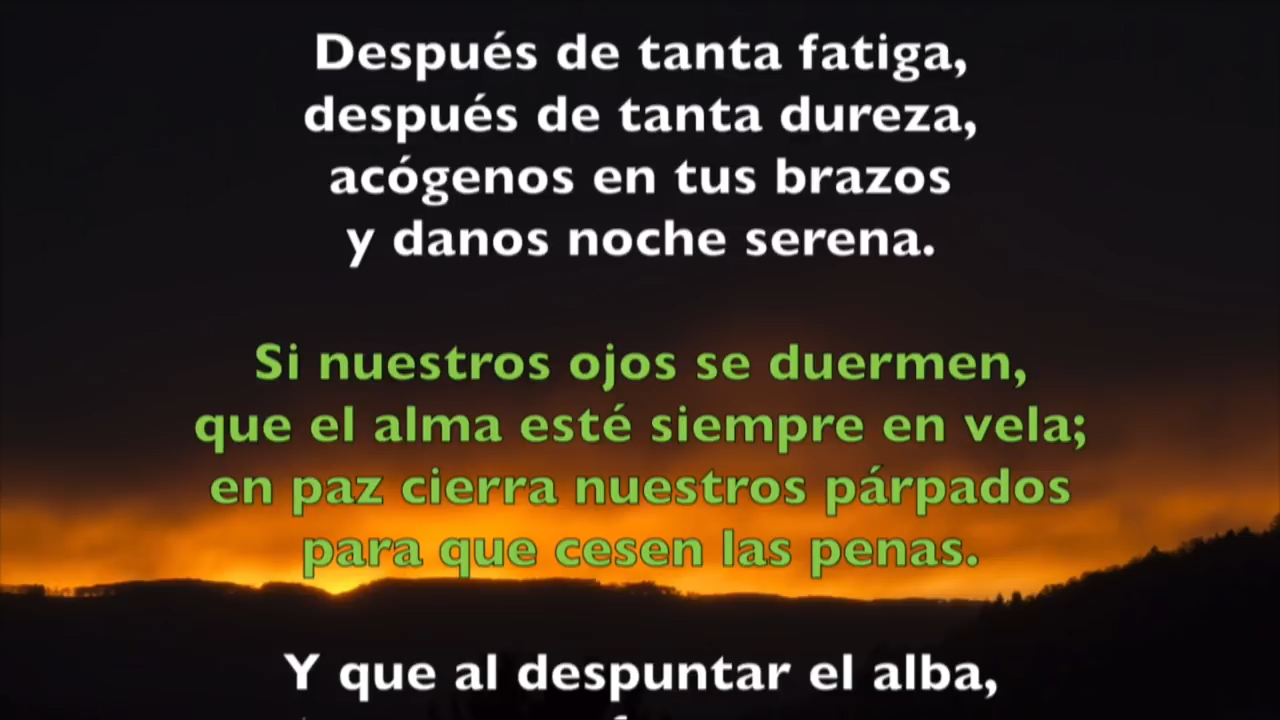 Después de tanta fatiga,
después de tanta dureza,
acógenos en tus brazos
y danos noche serena.
Si nuestros ojos se duermen,
que el alma esté siempre en vela;
en paz cierra nuestros párpados
para que cesen las penas.
Y que al despuntar el alba,